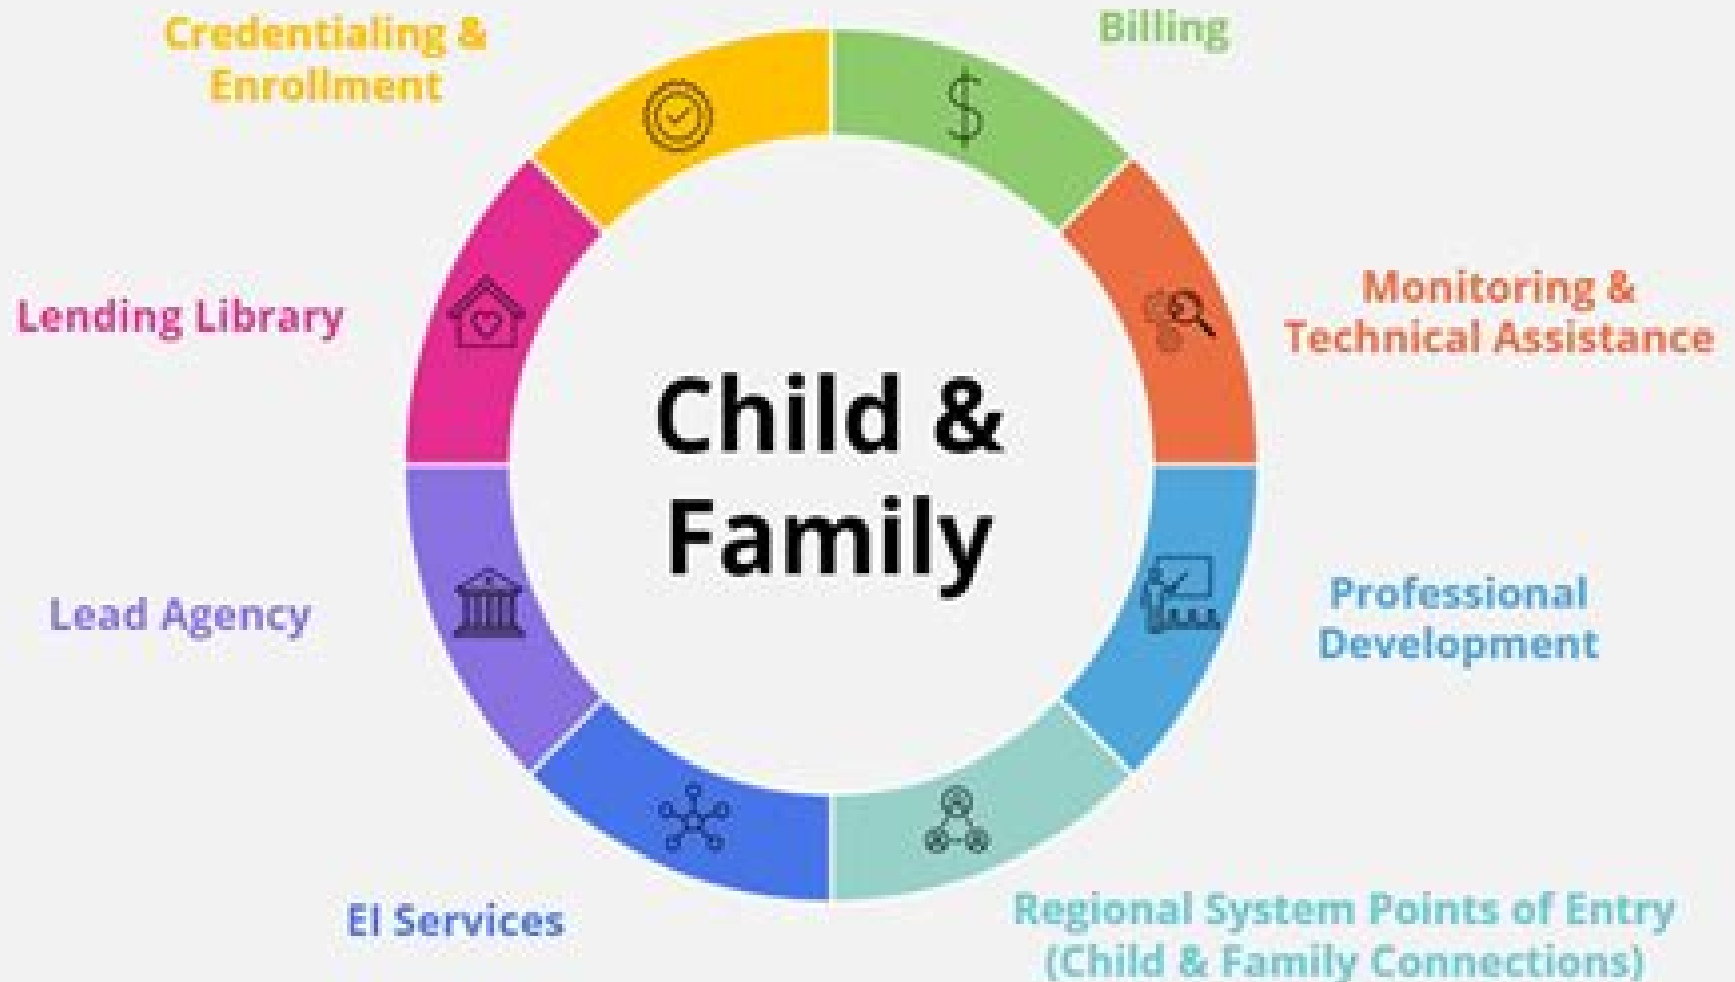 Credentialing &
Enrollment
Billing
Lending Library
Monitoring &
Technical Assistance
Child &
Family
Lead Agency
Professional
Development
EI Services
Regional System Points of Entry
(Child & Family Connections)
$